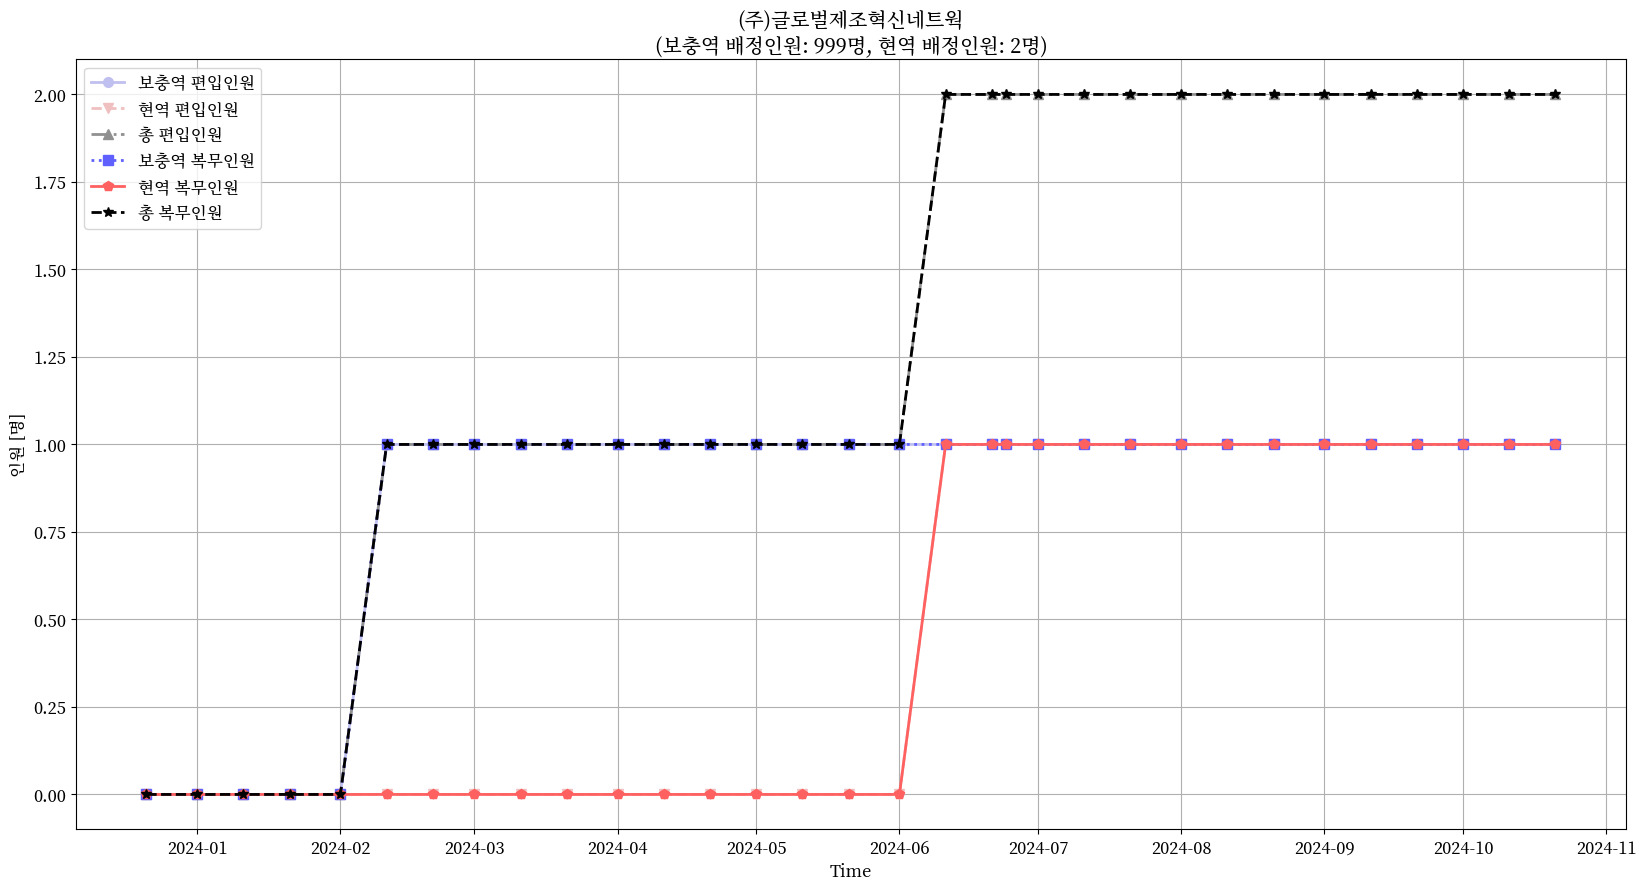 (주)글로벌제조혁신네트웍
(보충역 배정인원: 999명, 현역 배정인원: 2명)
보충역 편입인원
현역 편입인원
총 편입인원
보충역 복무인원
현역 복무인원
총 복무인원
2.00
1.75
1.50
1.25
1.00
0.75
0.50
0.25
0.00
인원 [명]
2024-01 2024-02 2024-03 2024-04 2024-05 2024-06 2024-07 2024-08 2024-09 2024-10 2024-11
Time